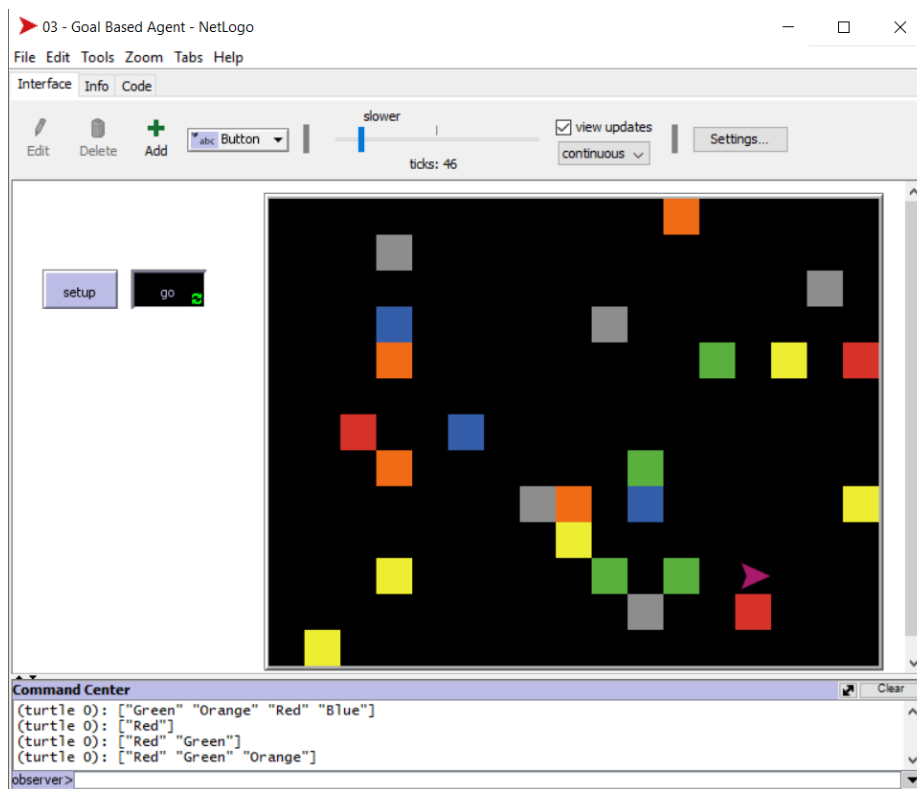 03 - Goal Based Agent - NetLogo
File Edit Tools Zoom Tabs Help
Interface Info Code
Edit Delete Add abc Button slower ticks: 46 view updates continuous Settings...
setup go
Command Center Clear
(turtle 0): ["Green" "Orange" "Red" "Blue"]
(turtle 0): ["Red"]
(turtle 0): ["Red" "Green"]
(turtle 0): ["Red" "Green" "Orange"]
observer>